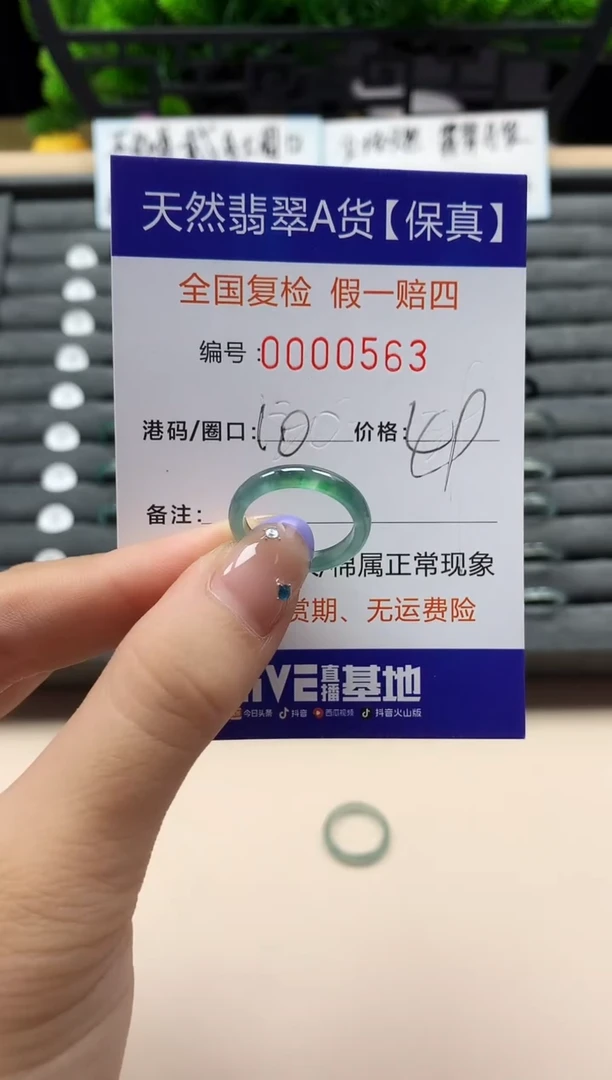 天然翡翠A货【保真】
全国复检 假一赔四
编号:0000563
港码/圈口:10 价格:
备注:
棉属正常现象
赏期、无运费险
IVE直播基地
今日头条 抖音 西瓜视频 抖音火山版